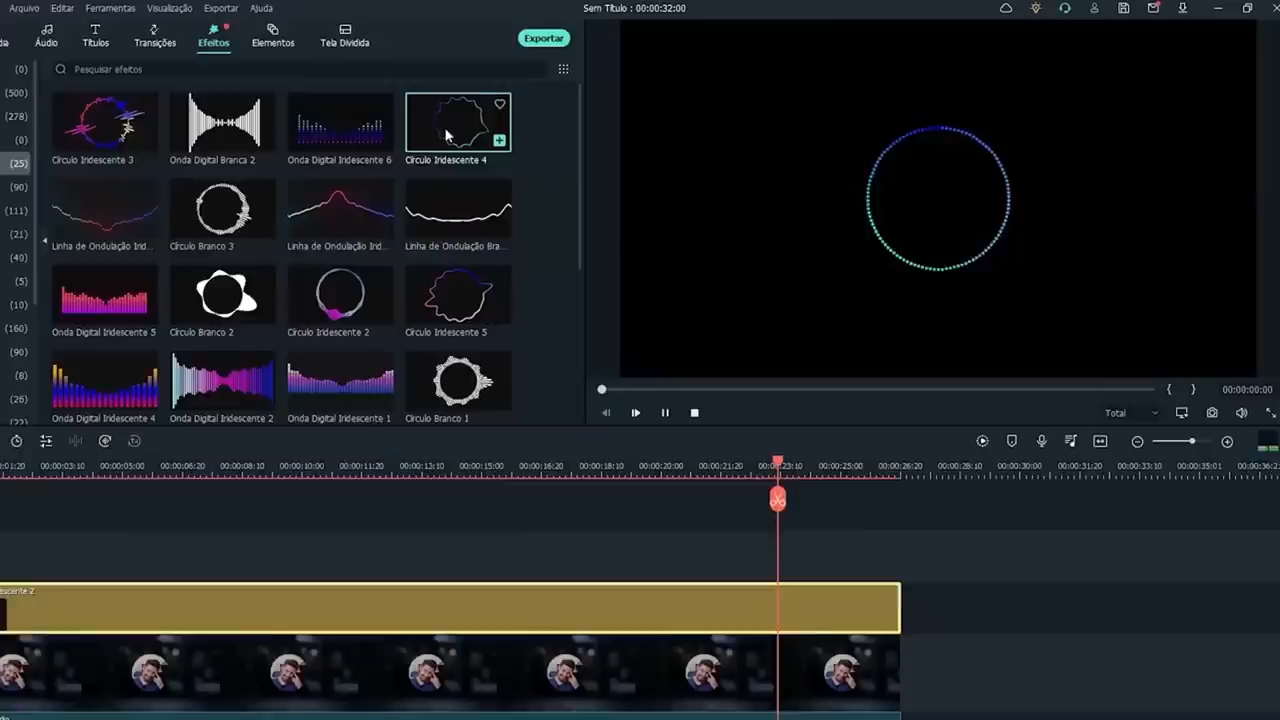 Arquivo Editar Ferramentas Visualização Exportar Ajuda
Sem Título : 00:00:32:00
Áudio Títulos Transições Efeitos Elementos Tela Dividida
Exportar
Pesquisar efeitos
(0)
(500)
(278)
(0)
(25)
(90)
(111)
(21)
(40)
(5)
(10)
(160)
(90)
(8)
(26)
Círculo Iridescente 3 Onda Digital Branca 2 Onda Digital Iridescente 6 Círculo Iridescente 4
Linha de Ondulação Irid... Círculo Branco 3 Linha de Ondulação Irid... Linha de Ondulação Bra...
Onda Digital Iridescente 5 Círculo Branco 2 Círculo Iridescente 2 Círculo Iridescente 5
Onda Digital Iridescente 4 Onda Digital Iridescente 2 Onda Digital Iridescente 1 Círculo Branco 1
{ } 00:00:00:00
Total
:01:20 00:00:03:10 00:00:05:00 00:00:06:20 00:00:08:10 00:00:10:00 00:00:11:20 00:00:13:10 00:00:15:00 00:00:16:20 00:00:18:10 00:00:20:00 00:00:21:20 00:00:23:10 00:00:25:00 00:00:26:20 00:00:28:10 00:00:30:00 00:00:31:20 00:00:33:10 00:00:35:01 00:00:36:2